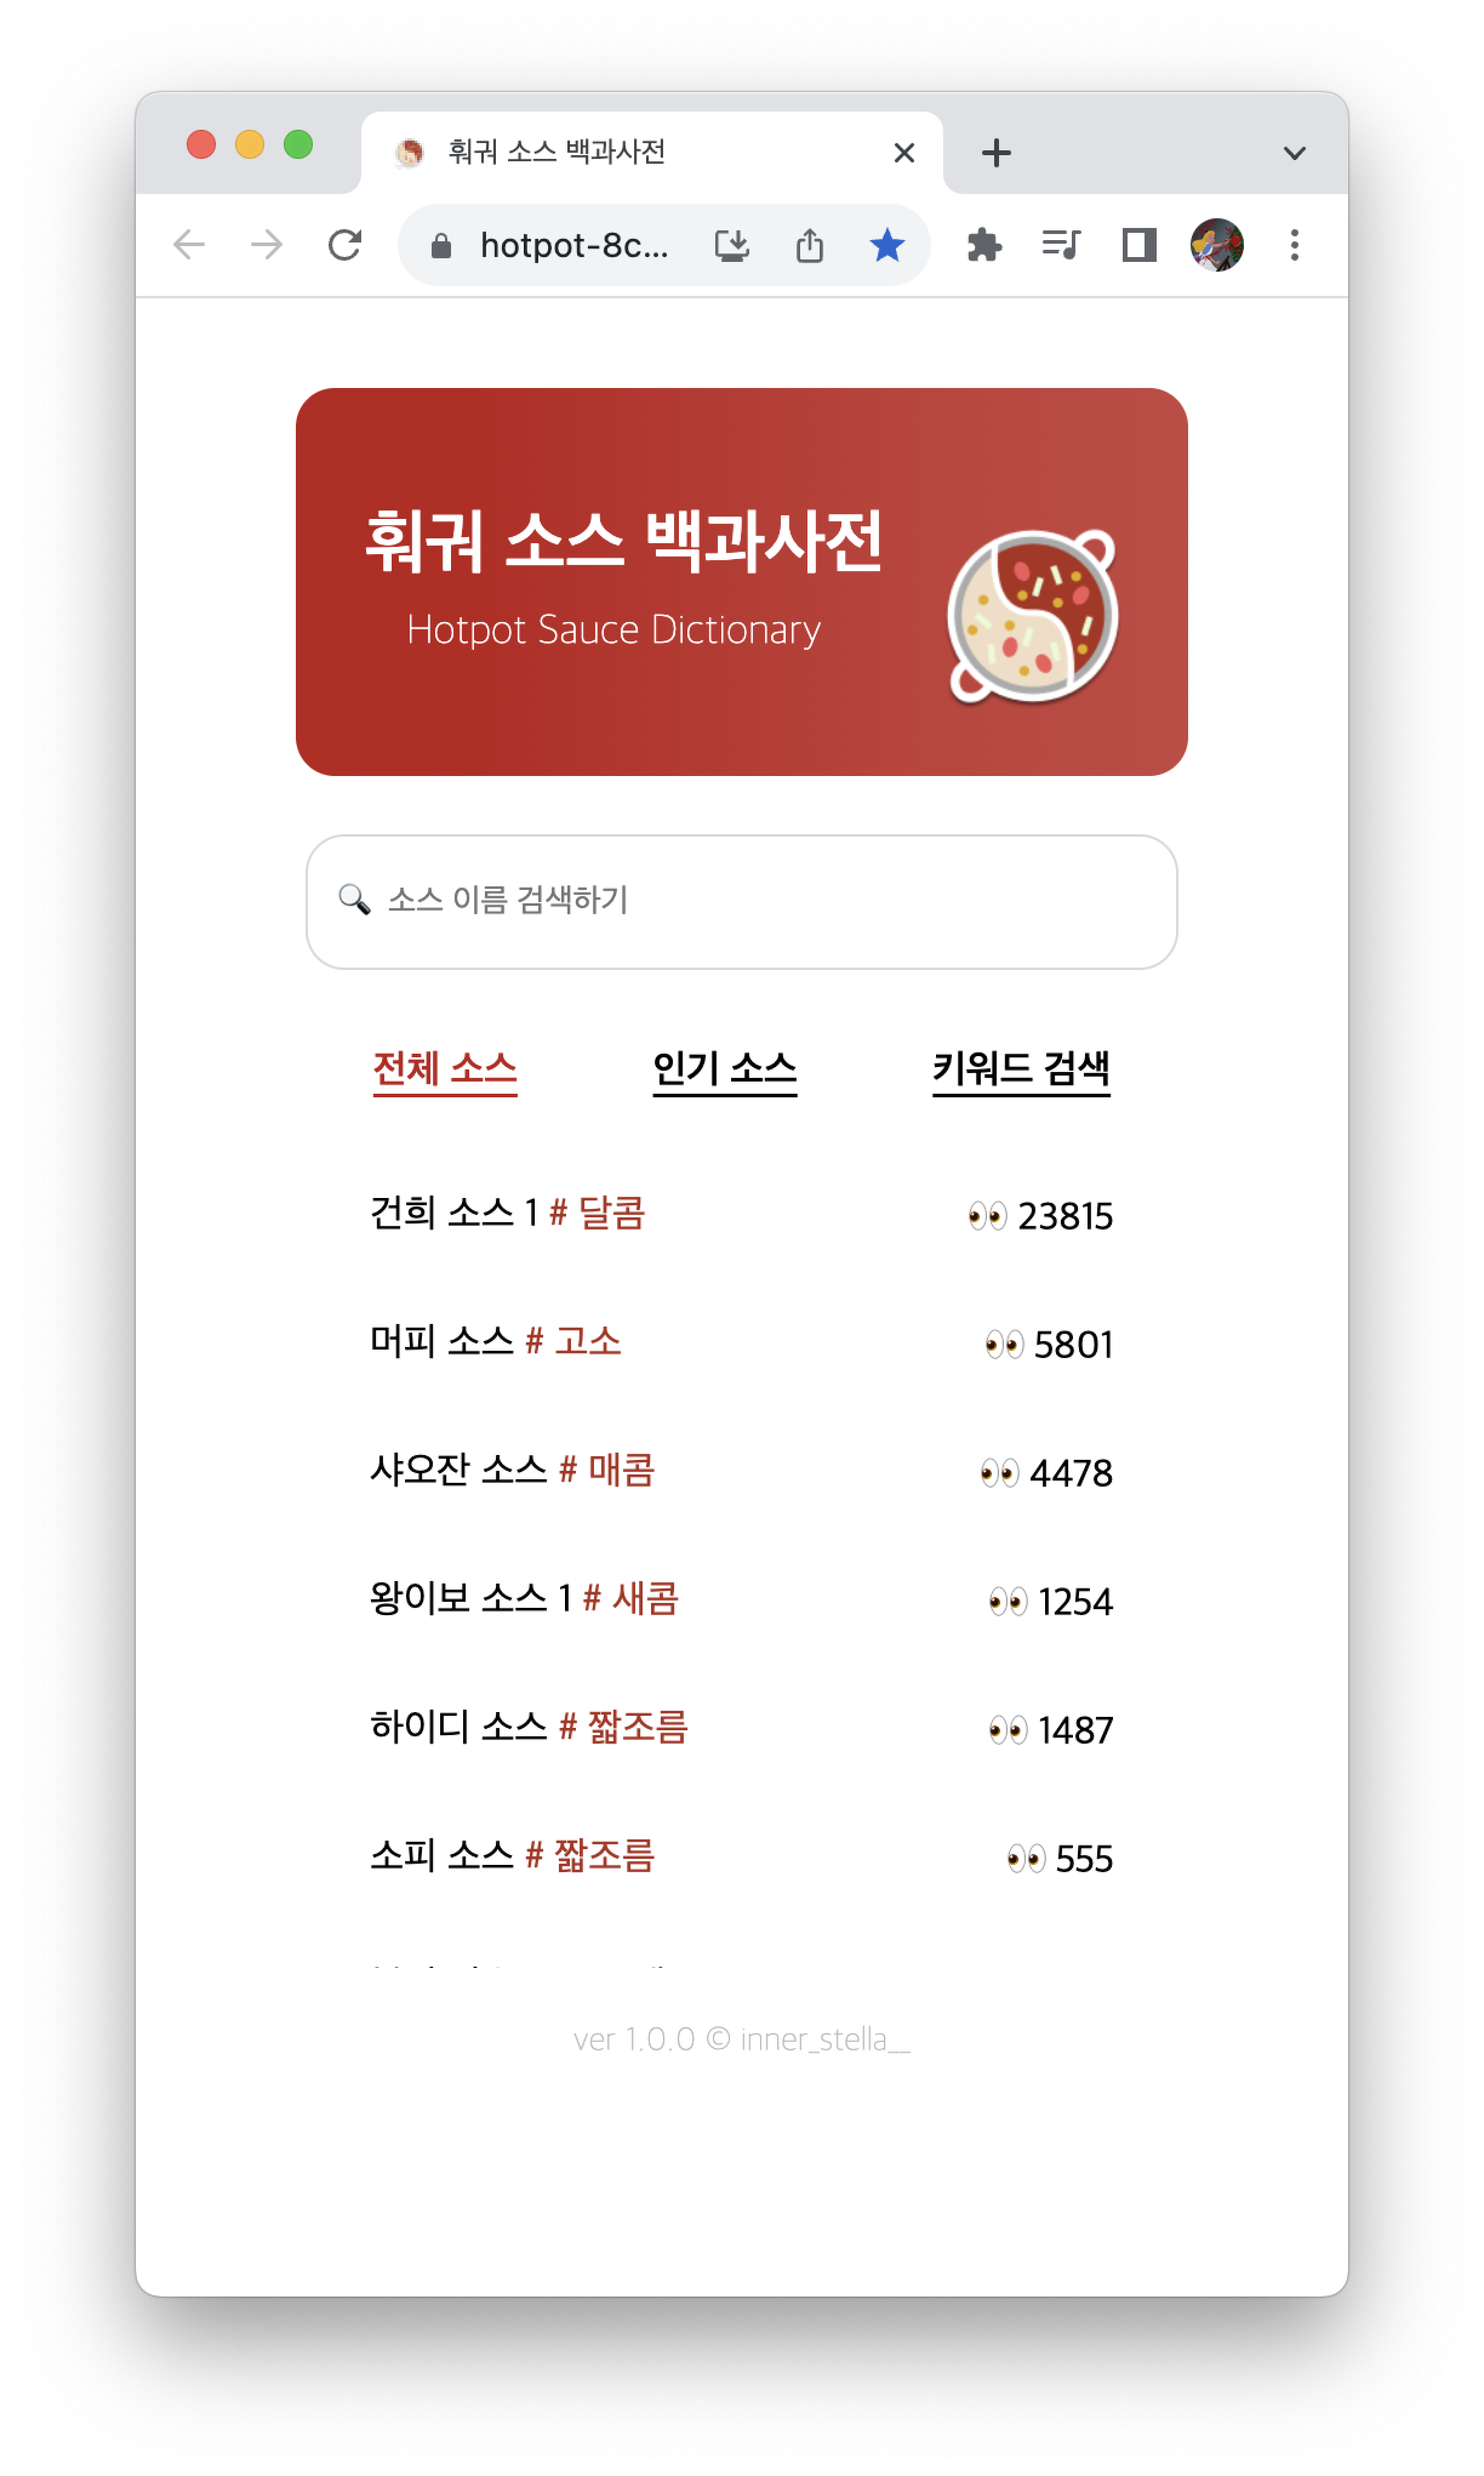 훠궈 소스 백과사전
hotpot-8c...
훠궈 소스 백과사전
Hotpot Sauce Dictionary
🔍 소스 이름 검색하기
전체 소스 인기 소스 키워드 검색
건희 소스 1 # 달콤 👀 23815
머피 소스 # 고소 👀 5801
샤오잔 소스 # 매콤 👀 4478
왕이보 소스 1 # 새콤 👀 1254
하이디 소스 # 짧조름 👀 1487
소피 소스 # 짧조름 👀 555
ver 1.0.0 © inner_stella__